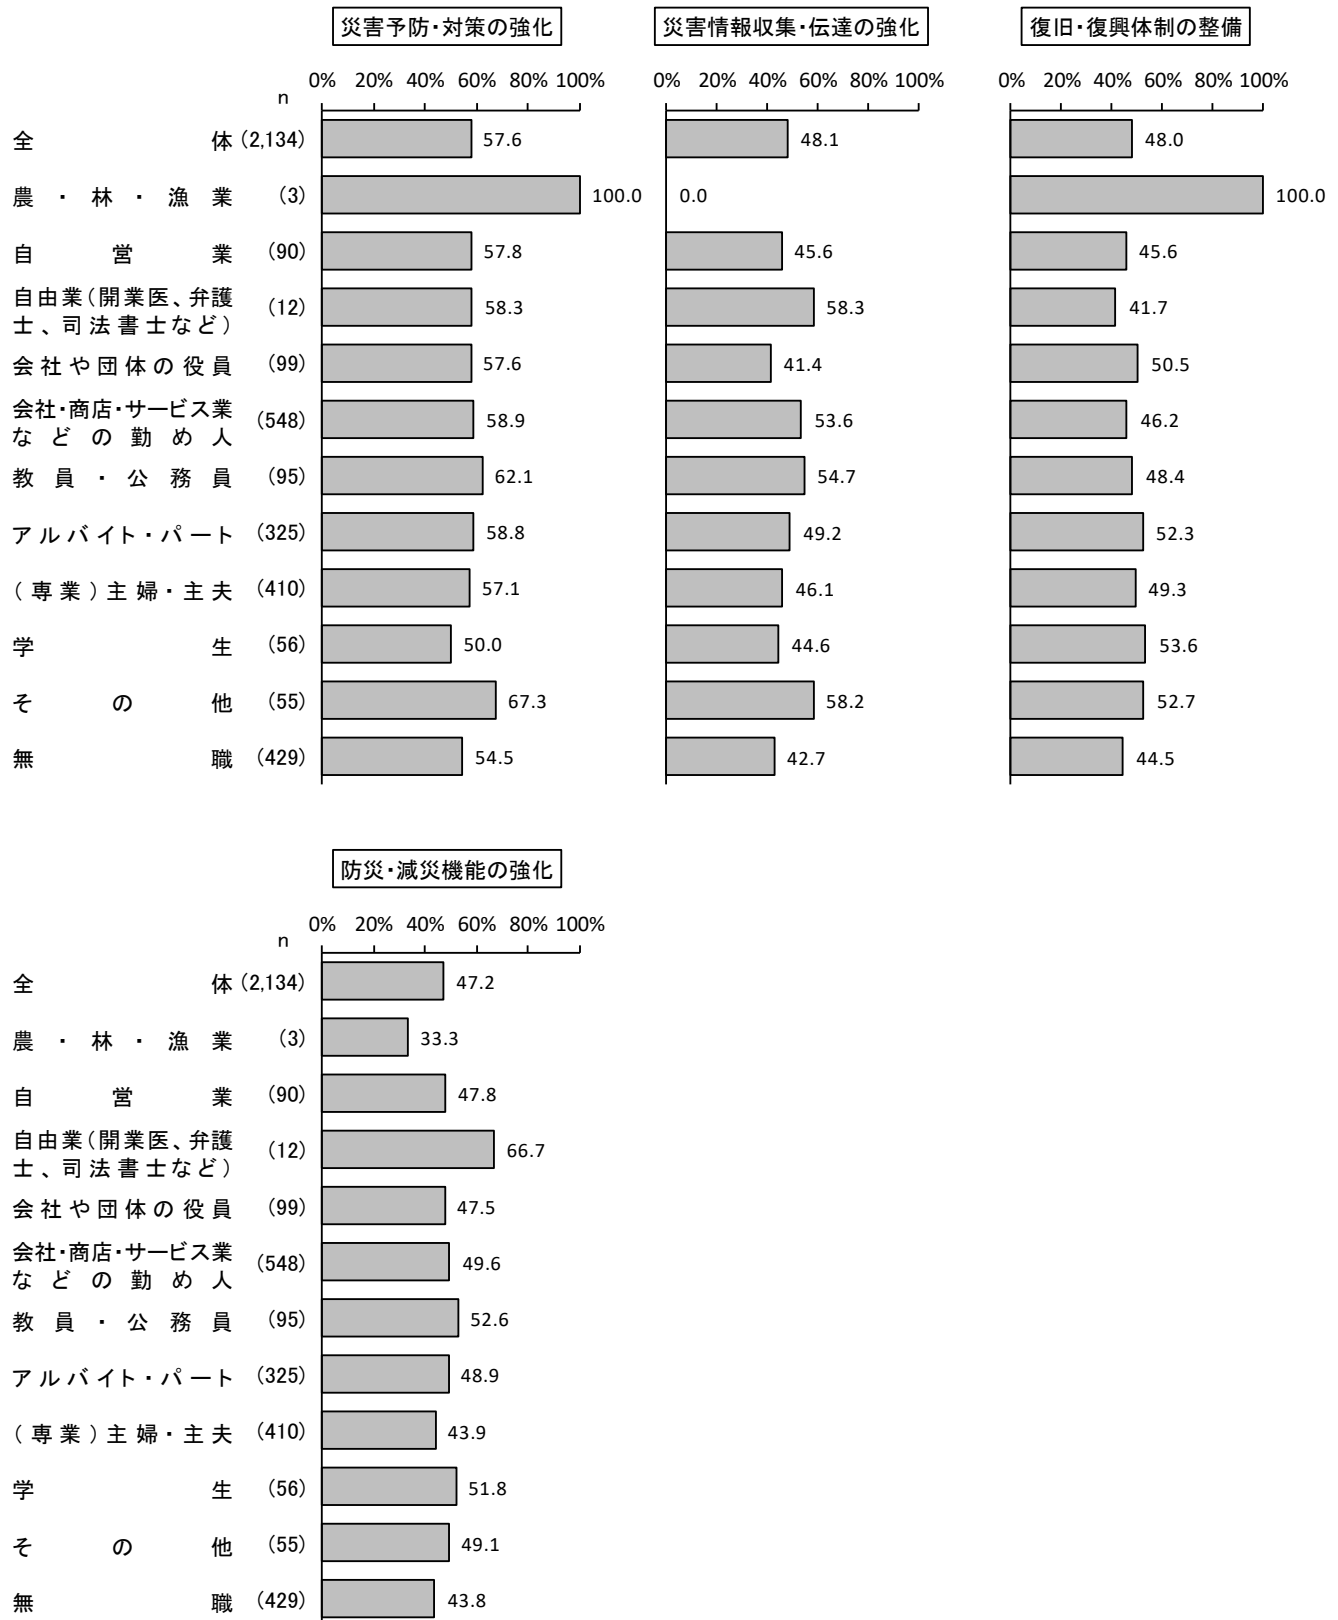 災害予防・対策の強化 災害情報収集・伝達の強化 復旧・復興体制の整備
0% 20% 40% 60% 80% 100% 0% 20% 40% 60% 80% 100% 0% 20% 40% 60% 80% 100%
n
全体 (2,134) 57.6 48.1 48.0
農・林・漁業 (3) 100.0 0.0 100.0
自営業 (90) 57.8 45.6 45.6
自由業(開業医、弁護
士、司法書士など) (12) 58.3 58.3 41.7
会社や団体の役員 (99) 57.6 41.4 50.5
会社・商店・サービス業
などの勤め人 (548) 58.9 53.6 46.2
教員・公務員 (95) 62.1 54.7 48.4
アルバイト・パート (325) 58.8 49.2 52.3
(専業)主婦・主夫 (410) 57.1 46.1 49.3
学生 (56) 50.0 44.6 53.6
その他 (55) 67.3 58.2 52.7
無職 (429) 54.5 42.7 44.5
防災・減災機能の強化
0% 20% 40% 60% 80% 100%
n
全体 (2,134) 47.2
農・林・漁業 (3) 33.3
自営業 (90) 47.8
自由業(開業医、弁護
士、司法書士など) (12) 66.7
会社や団体の役員 (99) 47.5
会社・商店・サービス業
などの勤め人 (548) 49.6
教員・公務員 (95) 52.6
アルバイト・パート (325) 48.9
(専業)主婦・主夫 (410) 43.9
学生 (56) 51.8
その他 (55) 49.1
無職 (429) 43.8